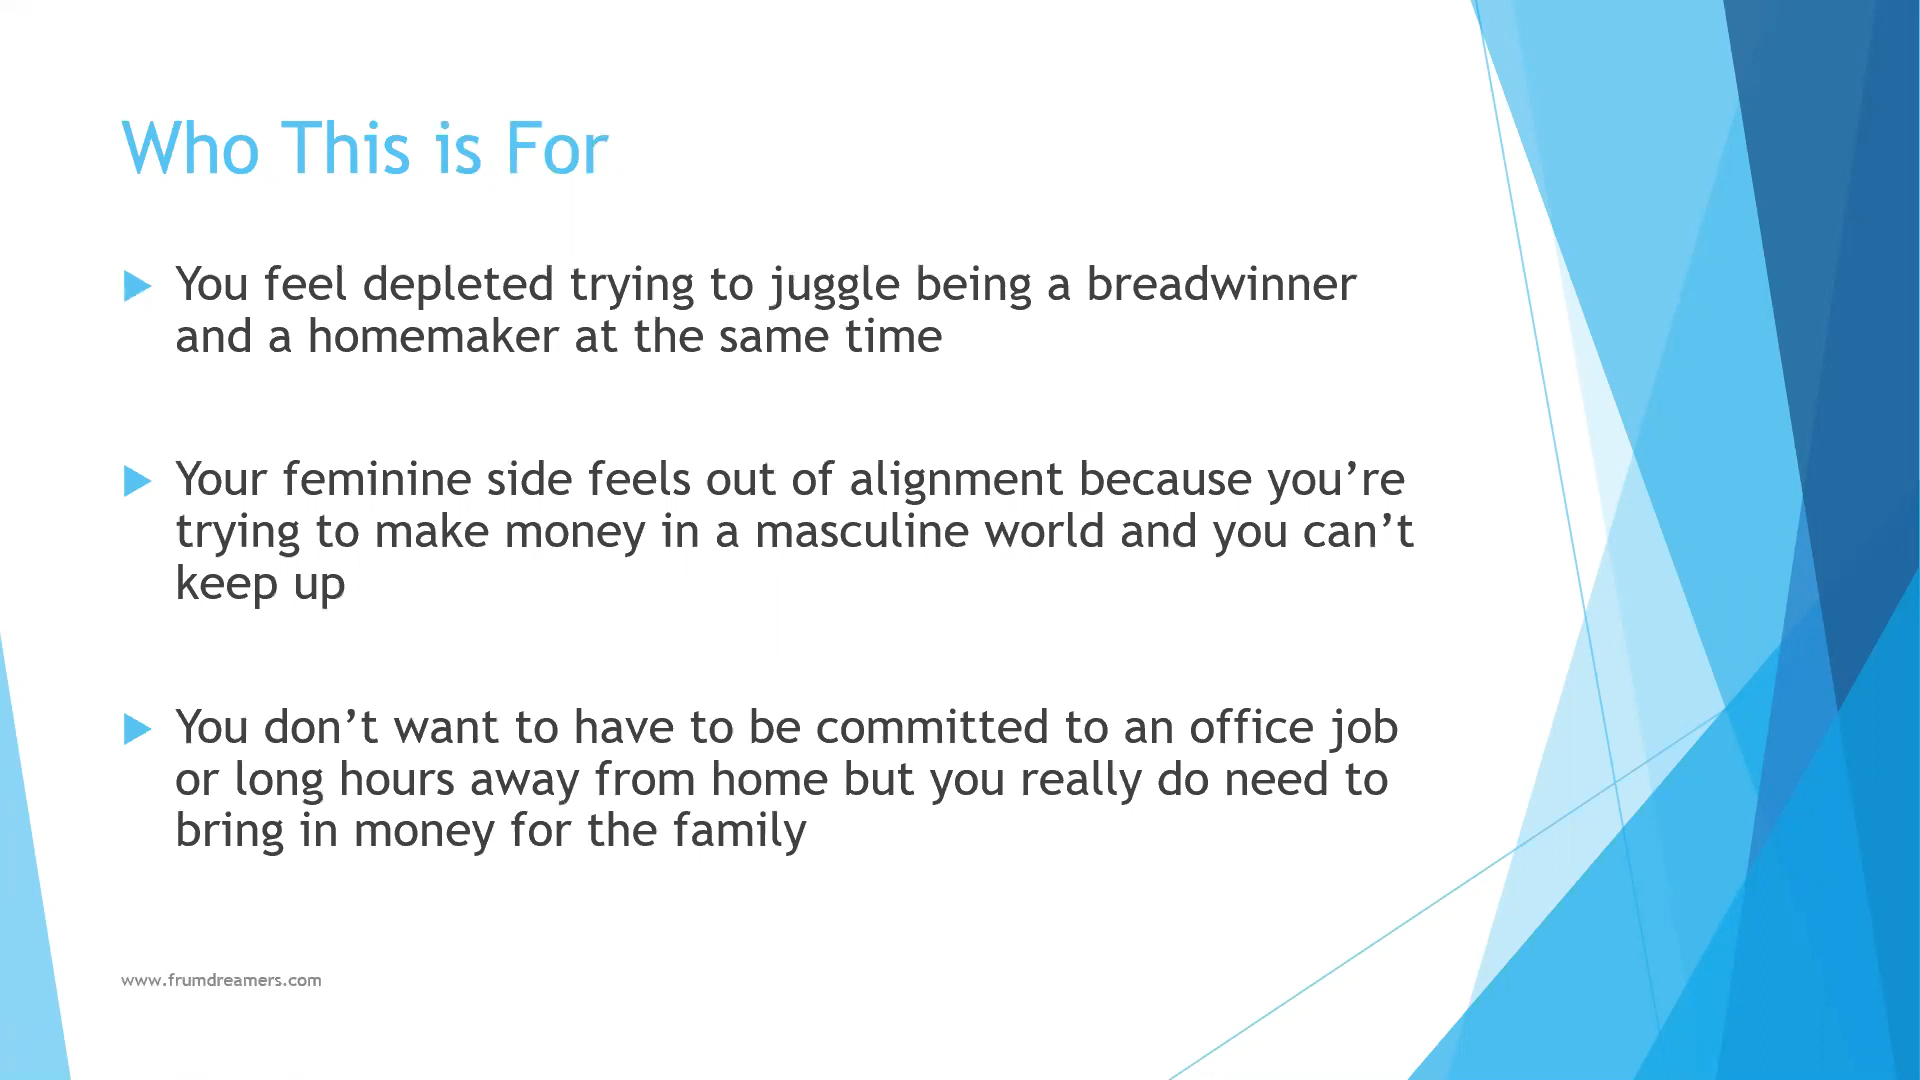 Who This is For
You feel depleted trying to juggle being a breadwinner
and a homemaker at the same time
Your feminine side feels out of alignment because you’re
trying to make money in a masculine world and you can’t
keep up
You don’t want to have to be committed to an office job
or long hours away from home but you really do need to
bring in money for the family
www.frumdreamers.com